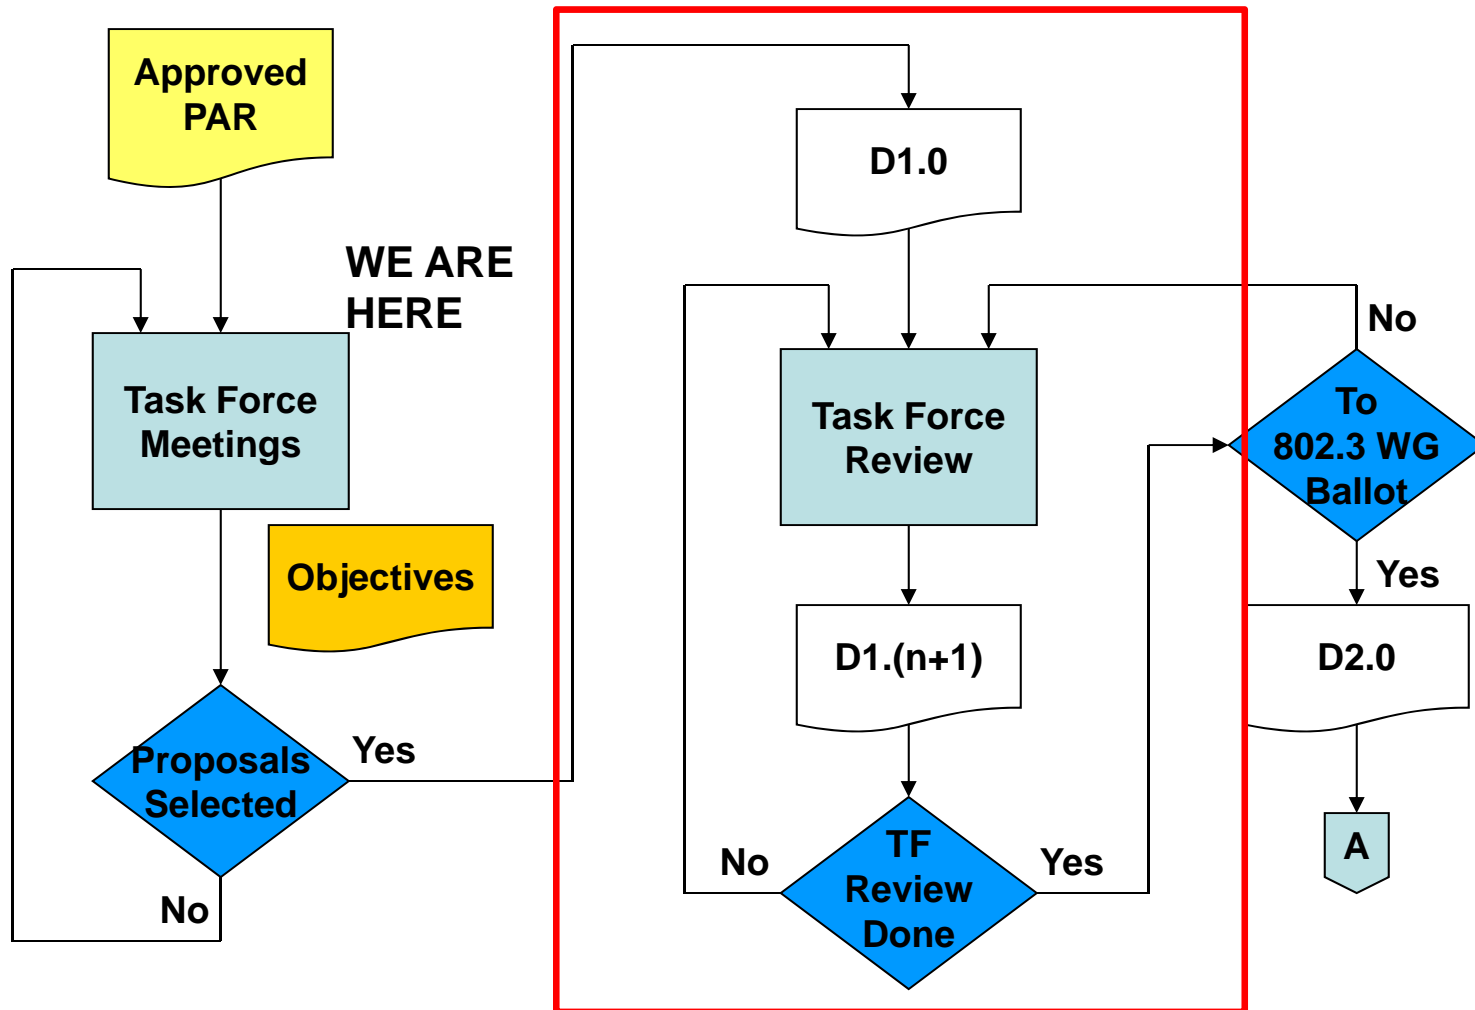 Approved
PAR
WE ARE
HERE
Task Force
Meetings
Objectives
Proposals
Selected
Yes
No
D1.0
Task Force
Review
D1.(n+1)
TF
Review
Done
No
Yes
To
802.3 WG
Ballot
No
Yes
D2.0
A